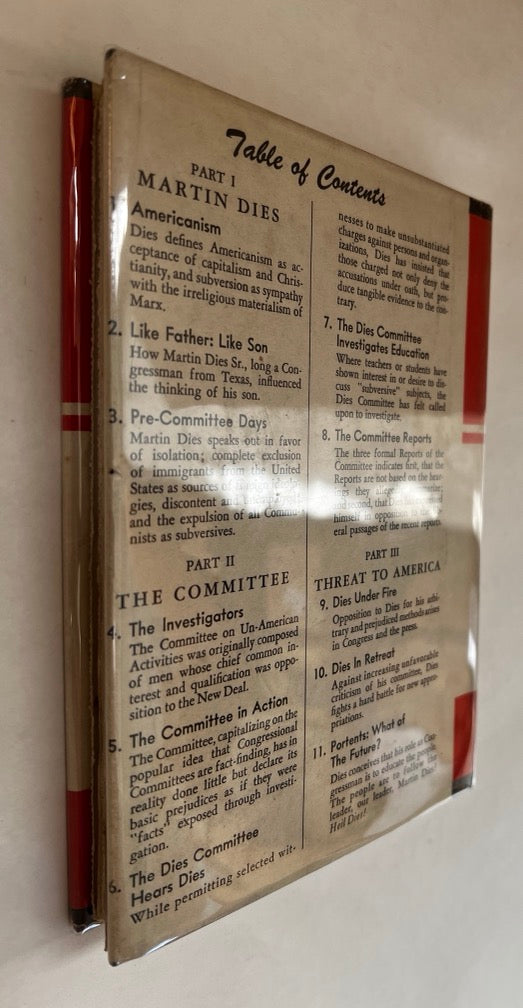 Table of Contents
PART I
MARTIN DIES
1. Americanism
Dies defines Americanism as ac-
ceptance of capitalism and Chris-
tianity, and subversion as sympathy
with the irreligious materialism of
Marx.
2. Like Father: Like Son
How Martin Dies Sr., long a Con-
gressman from Texas, influenced
the thinking of his son.
3. Pre-Committee Days
Martin Dies speaks out in favor
of isolation; complete exclusion
of immigrants from the United
States as sources of
gies, discontent and
and the expulsion of all Commu-
nists as subversives.
PART II
THE COMMITTEE
4. The Investigators
The Committee on Un-American
Activities was originally composed
of men whose chief common in-
terest and qualification was oppo-
sition to the New Deal.
5. The Committee in Action
The Committee, capitalizing on the
popular idea that Congressional
Committees are fact-finding, has in
reality done little but declare its
basic prejudices as if they were
"facts" exposed through investi-
gation.
6. The Dies Committee
Hears Dies
While permitting selected wit-
nesses to make unsubstantiated
charges against persons and organ-
izations, Dies has insisted that
those charged not only deny the
accusations under oath, but pro-
duce tangible evidence to the con-
trary.
7. The Dies Committee
Investigates Education
Where teachers or students have
shown interest in or desire to dis-
cuss "subversive" subjects, the
Dies Committee has felt called
upon to investigate.
8. The Committee Reports
The three formal Reports of the
Committee indicates first, that the
Reports are not based on the hear-
ings they
and second, that Dies
himself in opposition to
eral passages of the recent reports.
PART III
THREAT TO AMERICA
9. Dies Under Fire
Opposition to Dies for his arbi-
trary and prejudiced methods arises
in Congress and the press.
10. Dies In Retreat
Against increasing unfavorable
criticism of his committee, Dies
fights a hard battle for new appro-
priations.
11. Portents: What of
The Future?
Dies conceives that his role as Con-
gressman is to educate the people.
The people are to follow the
leader, our leader, Martin Dies.
Heil Dies!